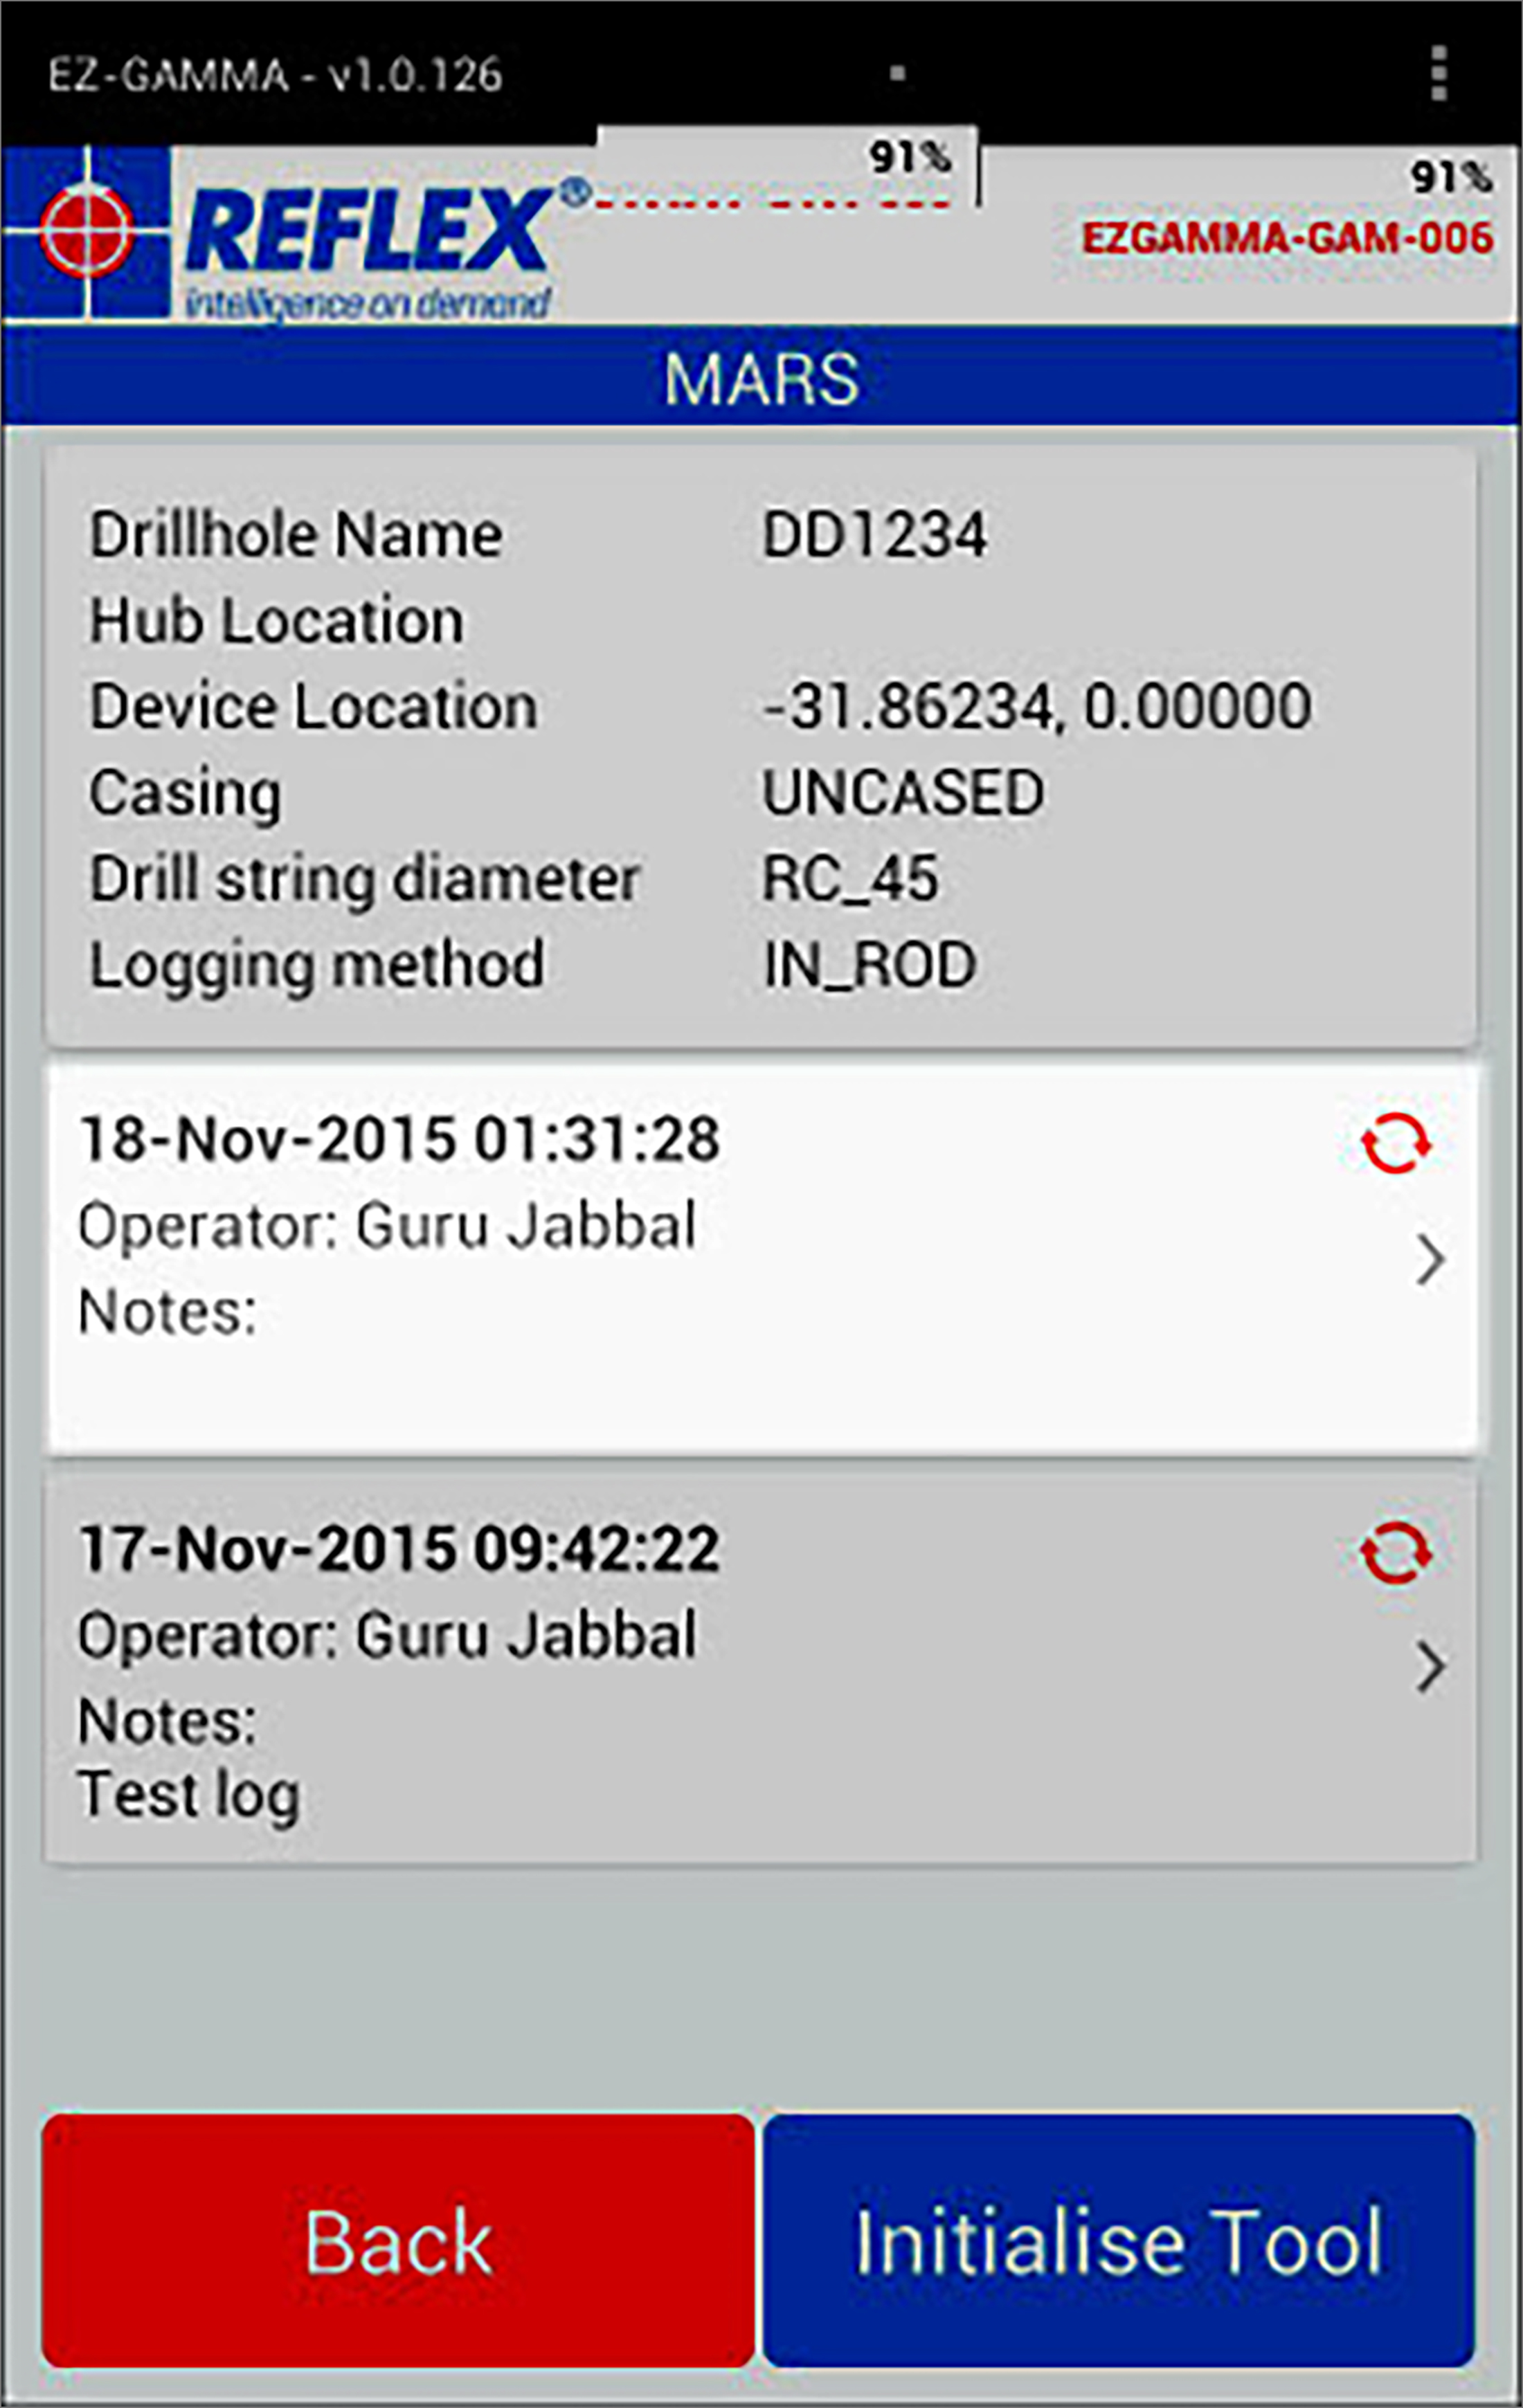 EZ-GAMMA - v1.0.126
91%
91%
REFLEX®
EZGAMMA-GAM-006
intelligence on demand
MARS
Drillhole Name DD1234
Hub Location
Device Location -31.86234, 0.00000
Casing UNCASED
Drill string diameter RC_45
Logging method IN_ROD
18-Nov-2015 01:31:28
Operator: Guru Jabbal
Notes:
17-Nov-2015 09:42:22
Operator: Guru Jabbal
Notes:
Test log
Back
Initialise Tool